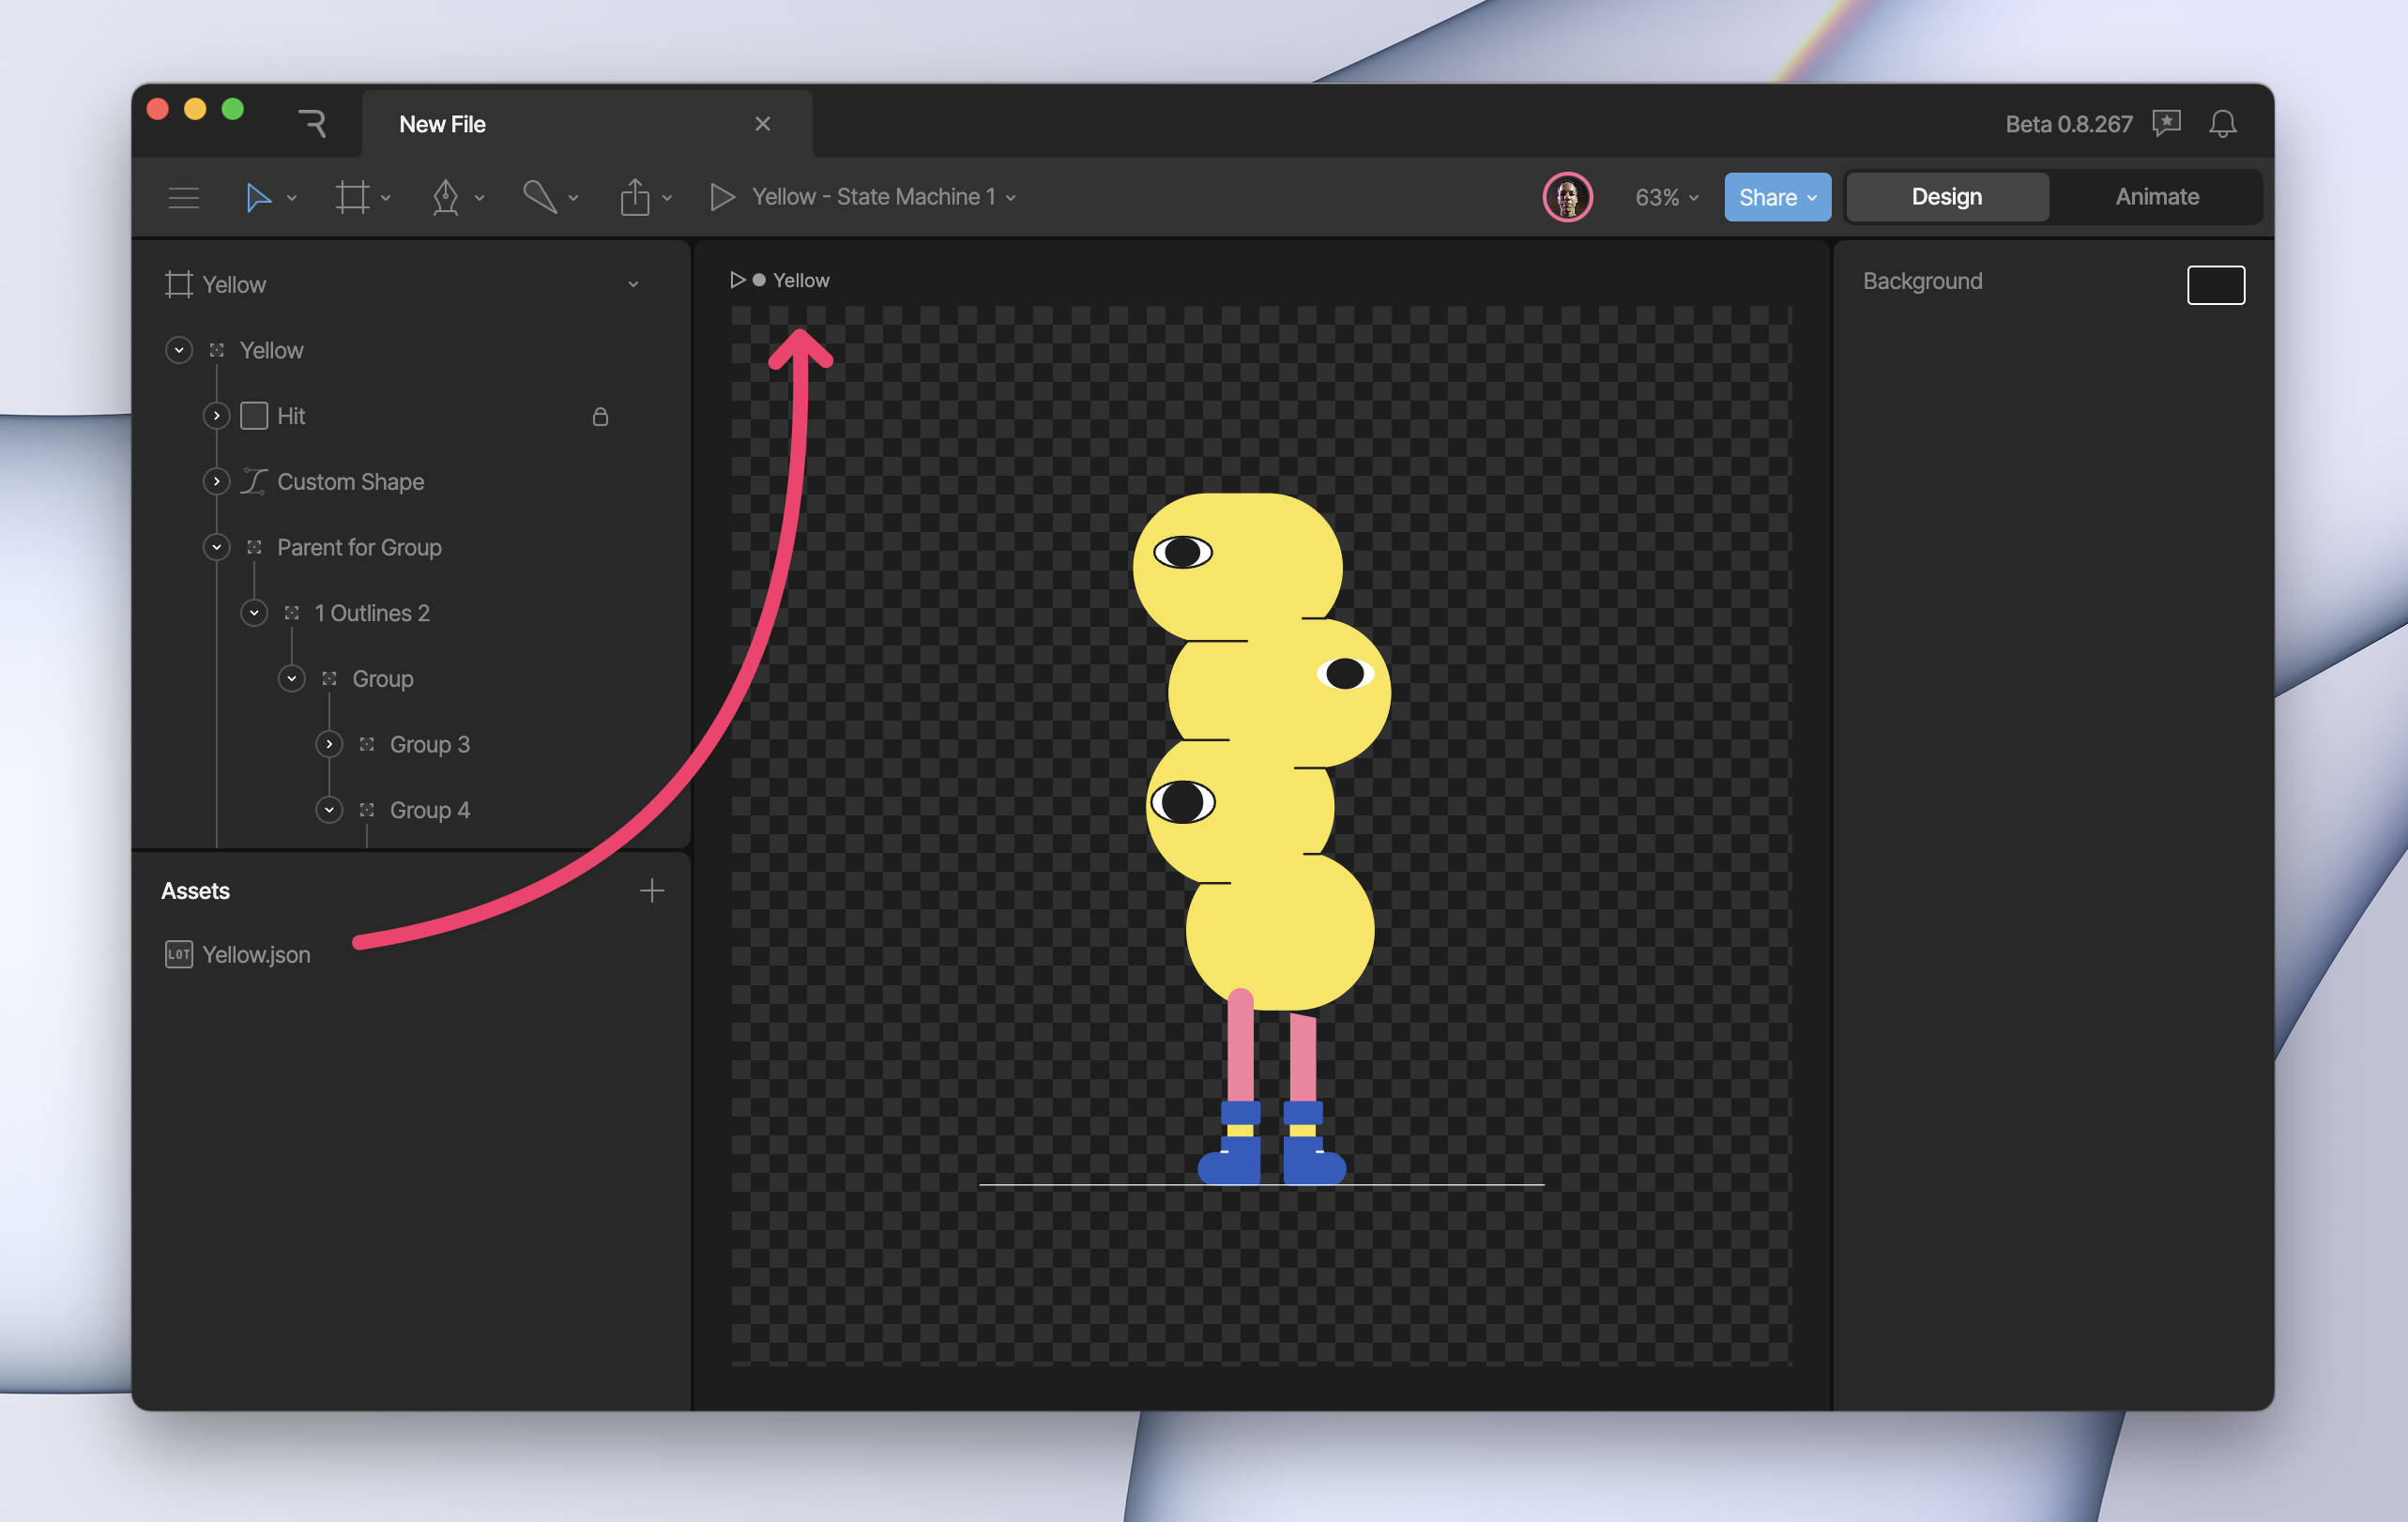 New File
Beta 0.8.267
Yellow - State Machine 1
63%
Share
Design
Animate
Yellow
Yellow
Hit
Custom Shape
Parent for Group
1 Outlines 2
Group
Group 3
Group 4
Assets
LOT Yellow.json
Yellow
Background